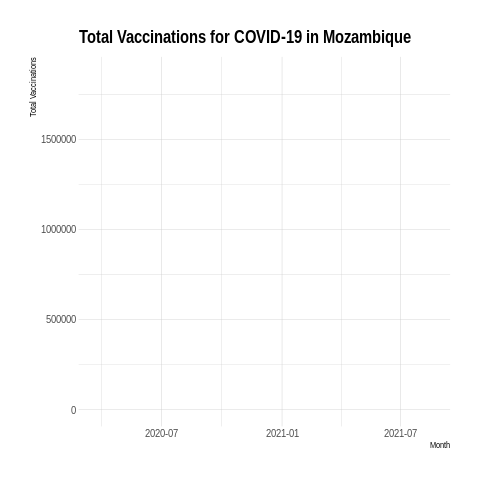 Total Vaccinations for COVID-19 in Mozambique
Total Vaccinations
1500000
1000000
500000
0
2020-07 2021-01 2021-07
Month